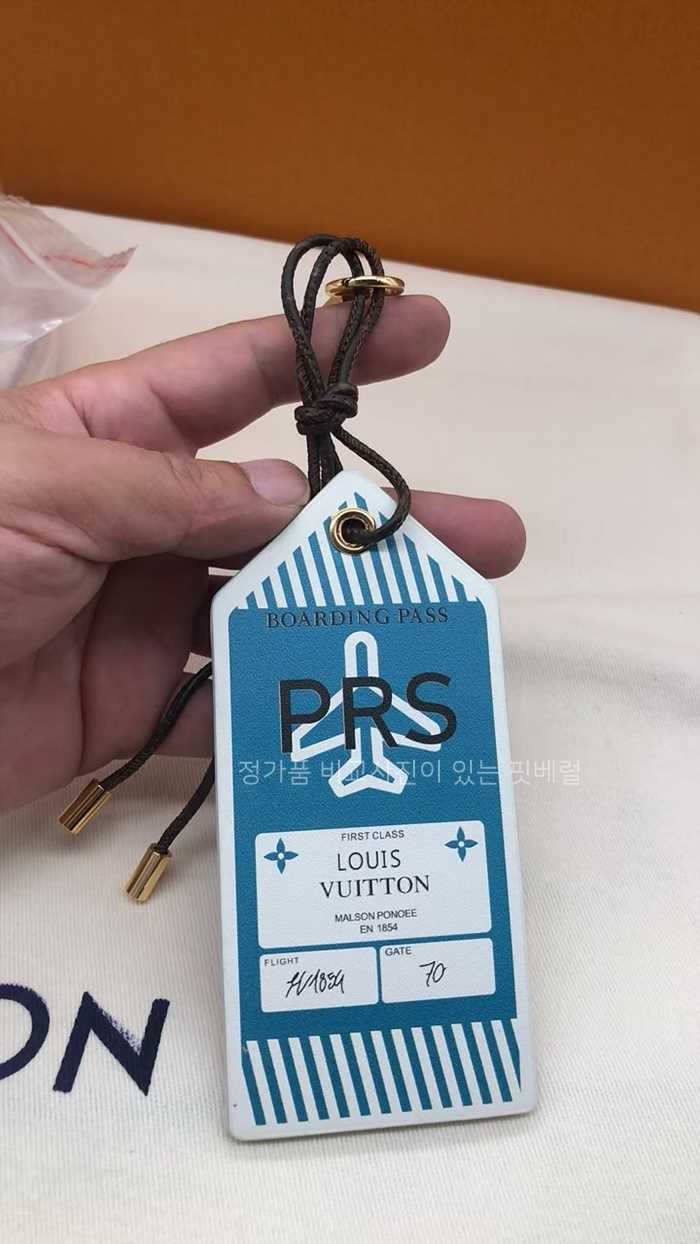 BOARDING PASS
PRS
정가품 비교사진이 있는 핏베럴
FIRST CLASS
LOUIS
VUITTON
MALSON PONOEE
EN 1854
FLIGHT
GATE
70
ON